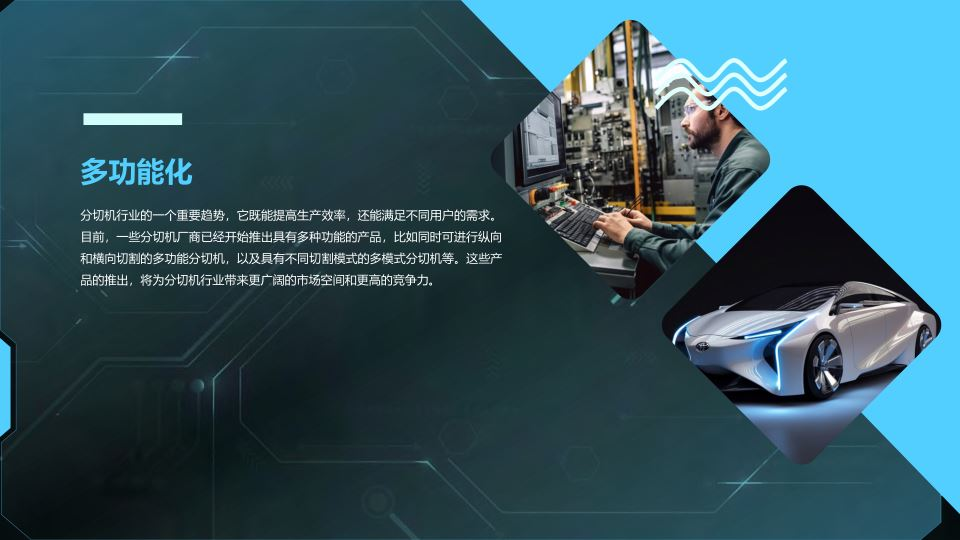 多功能化
分切机行业的一个重要趋势，它既能提高生产效率，还能满足不同用户的需求。
目前，一些分切机厂商已经开始推出具有多种功能的产品，比如同时可进行纵向
和横向切割的多功能分切机，以及具有不同切割模式的多模式分切机等。这些产
品的推出，将为分切机行业带来更广阔的市场空间和更高的竞争力。